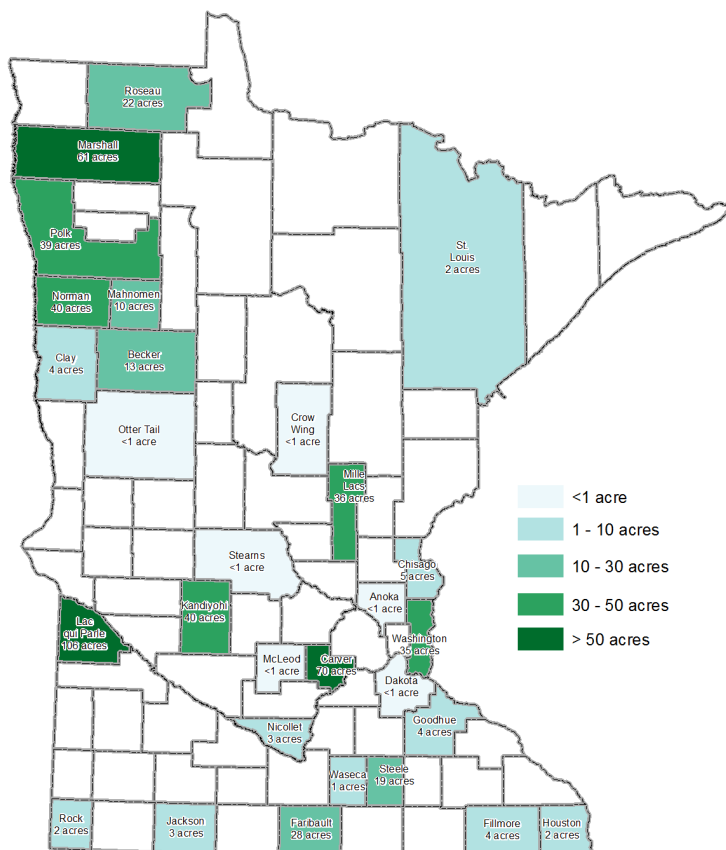 Roseau
22 acres
Marshall
61 acres
Polk
39 acres
Norman
40 acres
Mahnomen
10 acres
St.
Louis
2 acres
Clay
4 acres
Becker
13 acres
Otter Tail
<1 acre
Crow
Wing
<1 acre
Mille
Lacs
36 acres
<1 acre
1 - 10 acres
10 - 30 acres
30 - 50 acres
> 50 acres
Stearns
<1 acre
Chisago
5 acres
Anoka
<1 acre
Kandiyohi
40 acres
Lac
qui Parle
106 acres
Washington
35 acres
McLeod
<1 acre
Carver
70 acres
Dakota
<1 acre
Goodhue
4 acres
Nicollet
3 acres
Waseca
1 acres
Steele
19 acres
Rock
2 acres
Jackson
3 acres
Faribault
28 acres
Fillmore
4 acres
Houston
2 acres